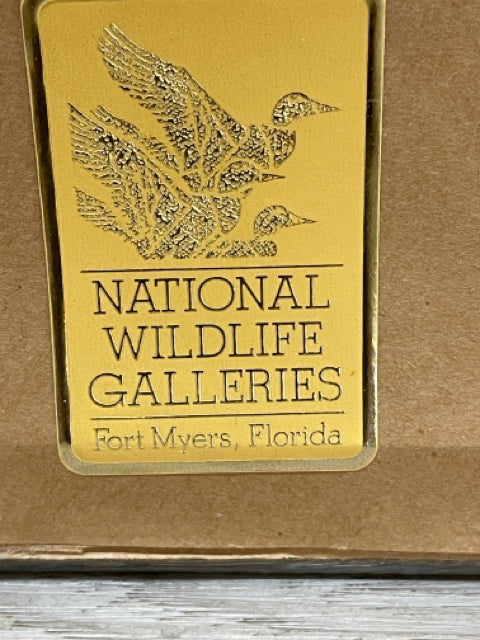 NATIONAL
WILDLIFE
GALLERIES
Fort Myers, Florida